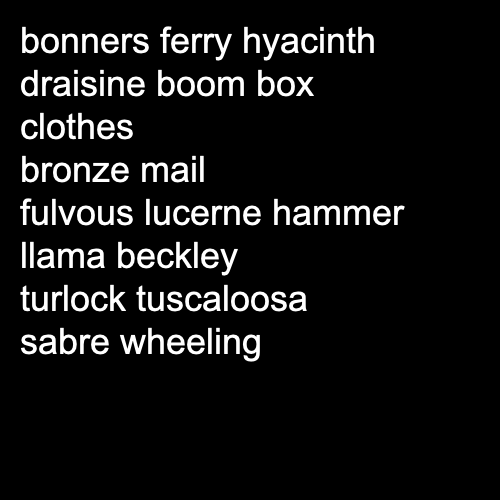 bonners ferry hyacinth
draisine boom box
clothes
bronze mail
fulvous lucerne hammer
llama beckley
turlock tuscaloosa
sabre wheeling